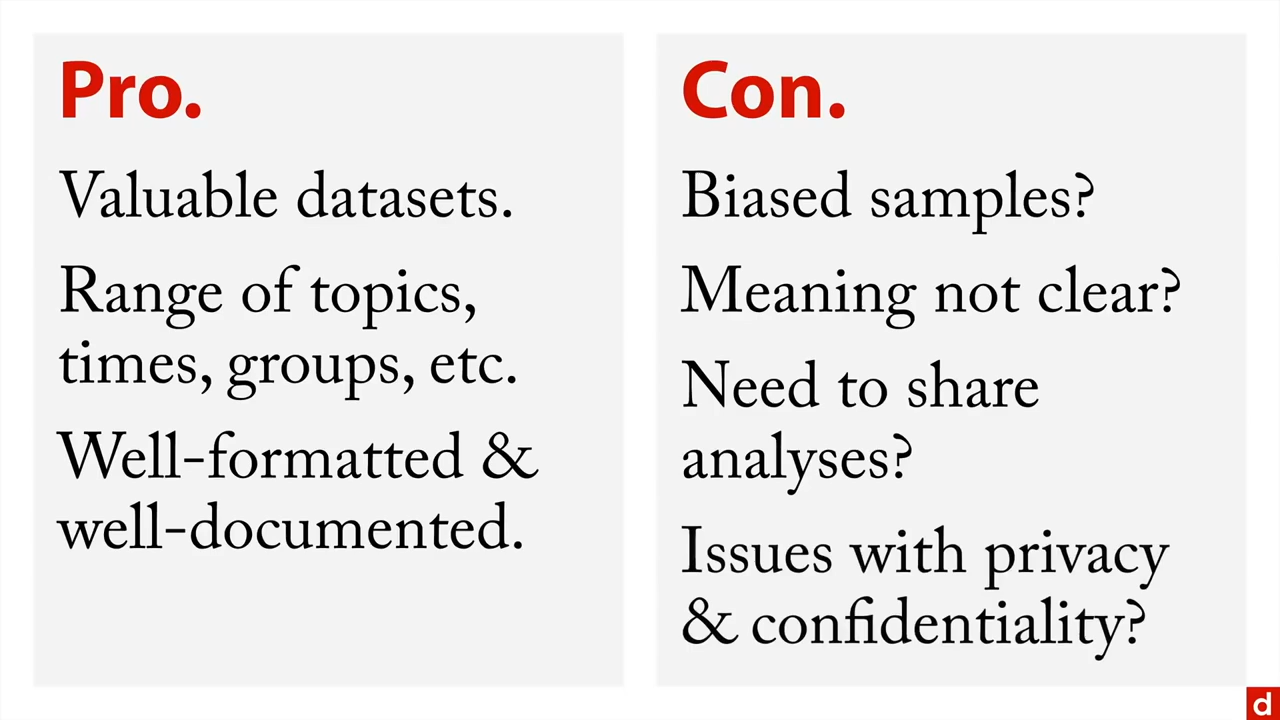 Pro.
Valuable datasets.
Range of topics,
times, groups, etc.
Well-formatted &
well-documented.
Con.
Biased samples?
Meaning not clear?
Need to share
analyses?
Issues with privacy
& confidentiality?
d